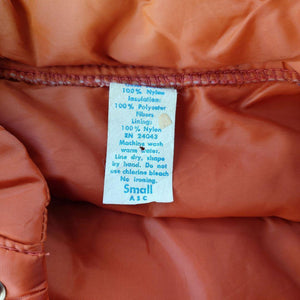 100% Nylon
Insulation:
100% Polyester
Fibers
Lining:
100% Nylon
RN 24043
Machine wash
warm water,
Line dry, shape
by hand. Do not
use chlorine bleach
No ironing.
Small
A S C